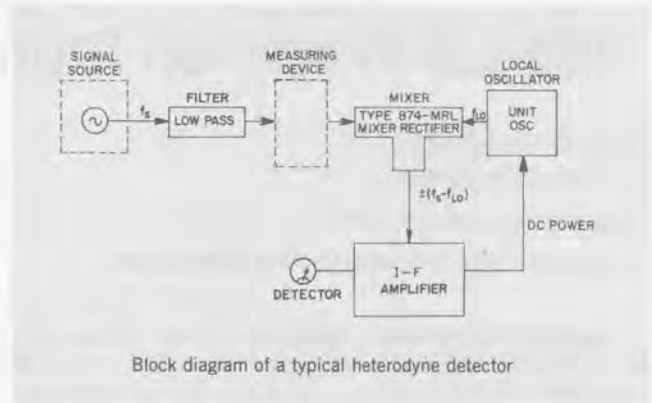 SIGNAL
SOURCE
fs
FILTER
LOW PASS
MEASURING
DEVICE
MIXER
TYPE 874-MRL
MIXER RECTIFIER
fLO
LOCAL
OSCILLATOR
UNIT
OSC
±(fs-fLO)
DC POWER
I-F
AMPLIFIER
DETECTOR
Block diagram of a typical heterodyne detector